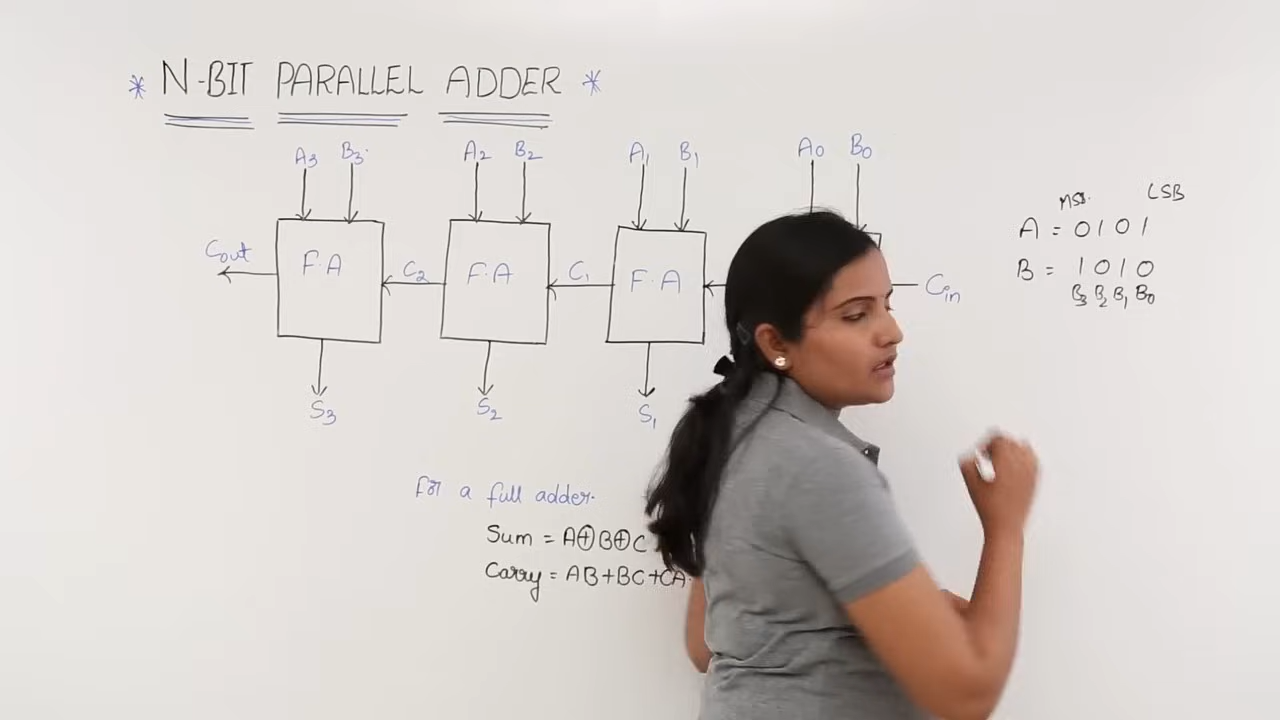 * N-BIT PARALLEL ADDER *
A3 B3 A2 B2 A1 B1 A0 B0
MSB LSB
A = 0101
B = 1010
B3 B2 B1 B0
Cout F.A C2 F.A C1 F.A Cin
S3 S2 S1
For a full adder.
Sum = A⊕B⊕C
Carry = AB+BC+CA